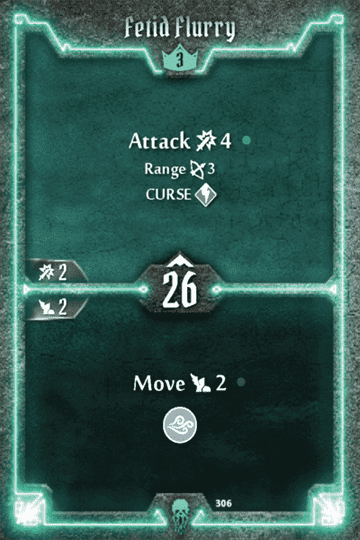 Fetid Flurry
3
Attack 4
Range 3
CURSE
2
26
2
Move 2
306